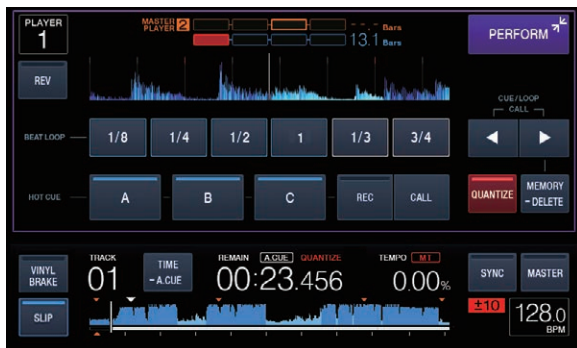 PLAYER
1
MASTER
PLAYER 2
--.- Bars
13.1 Bars
PERFORM
REV
CUE/LOOP
CALL
BEAT LOOP
1/8
1/4
1/2
1
1/3
3/4
HOT CUE
A
B
C
REC
CALL
QUANTIZE
MEMORY
- DELETE
VINYL
BRAKE
TRACK
01
TIME
- A.CUE
REMAIN A.CUE QUANTIZE
00:23.456
TEMPO MT
0.00%
SYNC
MASTER
SLIP
±10
128.0
BPM